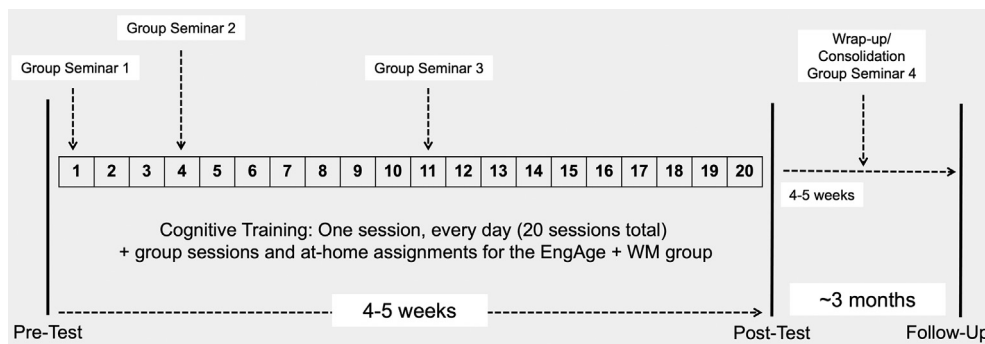 Group Seminar 1
Group Seminar 2
Group Seminar 3
Wrap-up/
Consolidation
Group Seminar 4
1 2 3 4 5 6 7 8 9 10 11 12 13 14 15 16 17 18 19 20
4-5 weeks
Cognitive Training: One session, every day (20 sessions total)
+ group sessions and at-home assignments for the EngAge + WM group
4-5 weeks
~3 months
Pre-Test
Post-Test
Follow-Up